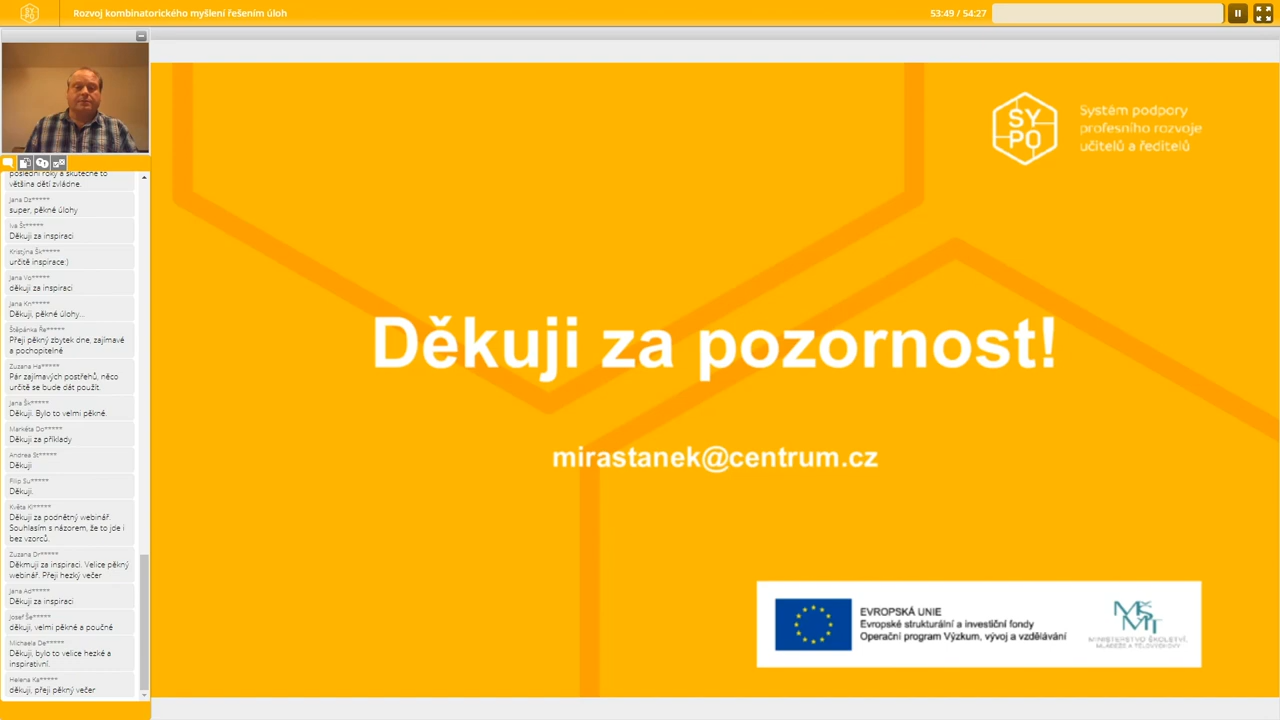 Rozvoj kombinatorického myšlení řešením úloh
53:49 / 54:27
poslední roky a skutečně to
většina dětí zvládne.
Jana Dz*****
super, pěkné úlohy
Iva Št*****
Děkuji za inspiraci
Kristýna Šk*****
určitě inspirace:)
Jana Vo*****
děkuji za inspiraci
Jana Kn*****
Děkuji, pěkné úlohy...
Štěpánka Ře*****
Přeji pěkný zbytek dne, zajímavé
a pochopitelné
Zuzana Ha*****
Pár zajímavých postřehů, něco
určitě se bude dát použít.
Jana Šk*****
Děkuji. Bylo to velmi pěkné.
Markéta Do*****
Děkuji za příklady
Andrea St*****
Děkuji
Filip Su*****
Děkuji.
Květa Kl*****
Děkuji za podnětný webinář.
Souhlasím s názorem, že to jde i
bez vzorců.
Zuzana Dr*****
Děkmuji za inspiraci. Velice pěkný
webinář. Přeji hezký večer
Jana Ad*****
Děkuji za inspiraci
Josef Še*****
děkuji, velmi pěkné a poučné
Michaela De*****
Děkuji, bylo to velice hezké a
inspirativní.
Helena Ka*****
děkuji, přeji pěkný večer
SY
PO
Systém podpory
profesního rozvoje
učitelů a ředitelů
Děkuji za pozornost!
mirastanek@centrum.cz
EVROPSKÁ UNIE
Evropské strukturální a investiční fondy
Operační program Výzkum, vývoj a vzdělávání
MŠMT
MINISTERSTVO ŠKOLSTVÍ,
MLÁDEŽE A TĚLOVÝCHOVY